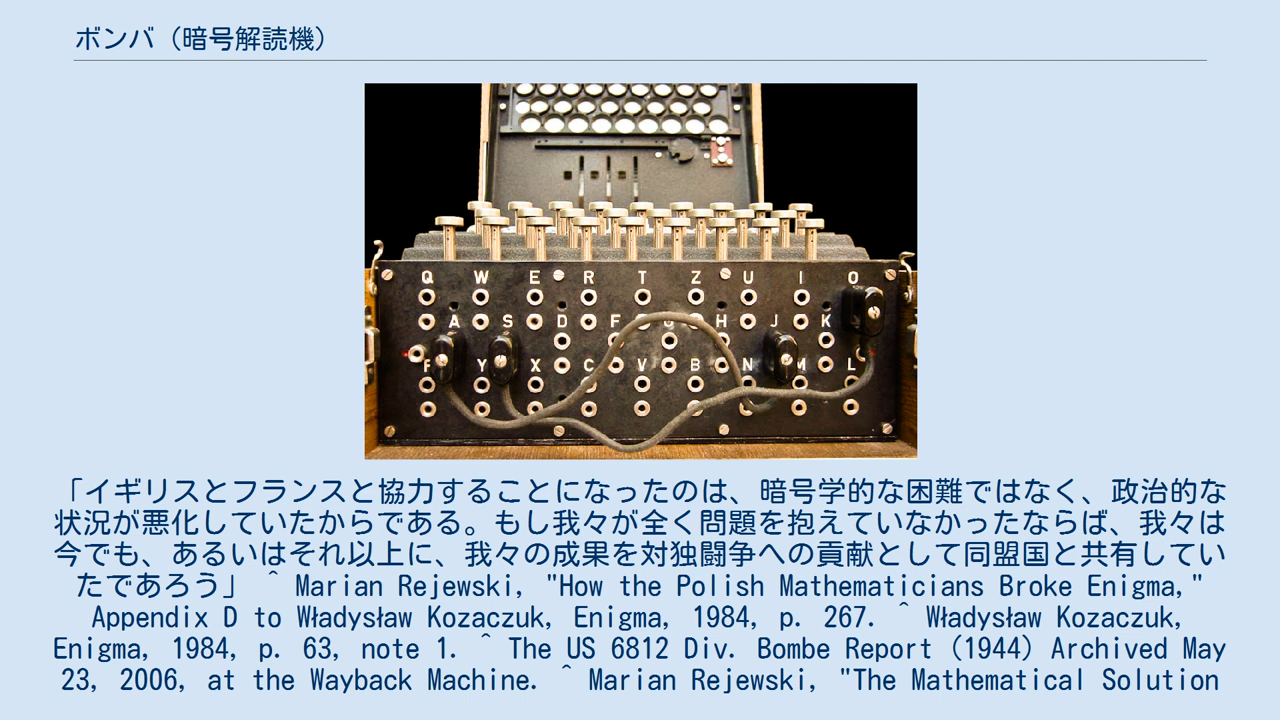 ボンバ（暗号解読機）
Q W E R T Z U I O
A S D F G H J K
P Y X C V B N M L
「イギリスとフランスと協力することになったのは、暗号学的な困難ではなく、政治的な
状況が悪化していたからである。もし我々が全く問題を抱えていなかったならば、我々は
今でも、あるいはそれ以上に、我々の成果を対独闘争への貢献として同盟国と共有してい
たであろう」 ^ Marian Rejewski, "How the Polish Mathematicians Broke Enigma,"
Appendix D to Władysław Kozaczuk, Enigma, 1984, p. 267. ^ Władysław Kozaczuk,
Enigma, 1984, p. 63, note 1. ^ The US 6812 Div. Bombe Report (1944) Archived May
23, 2006, at the Wayback Machine. ^ Marian Rejewski, "The Mathematical Solution